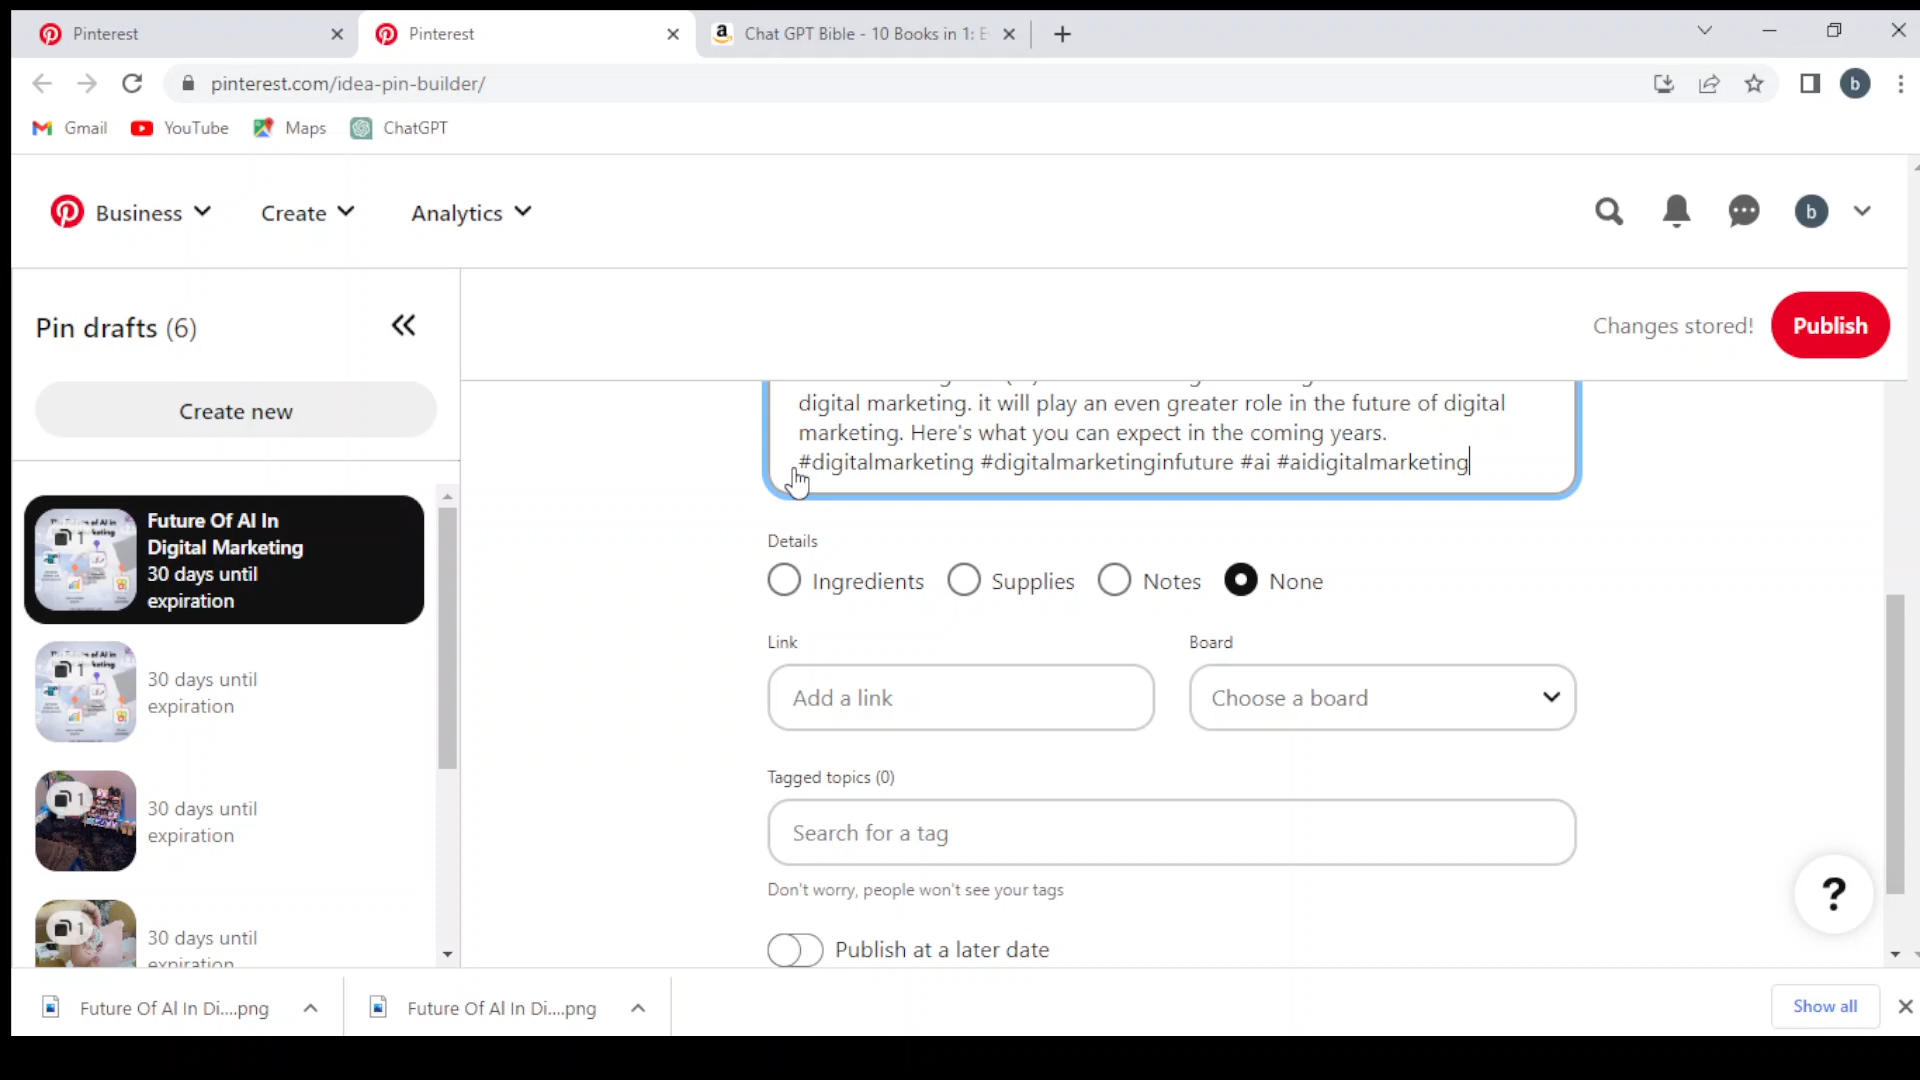 Pinterest
Pinterest
Chat GPT Bible - 10 Books in 1: E
pinterest.com/idea-pin-builder/
b
Gmail
YouTube
Maps
ChatGPT
Business
Create
Analytics
b
Pin drafts (6)
Changes stored!
Publish
Create new
digital marketing. it will play an even greater role in the future of digital
marketing. Here's what you can expect in the coming years.
#digitalmarketing #digitalmarketinginfuture #ai #aidigitalmarketing
1
Future Of AI In
Digital Marketing
30 days until
expiration
Details
Ingredients
Supplies
Notes
None
Link
Board
Add a link
Choose a board
1
30 days until
expiration
Tagged topics (0)
Search for a tag
1
30 days until
expiration
Don't worry, people won't see your tags
?
1
30 days until
expiration
Publish at a later date
Future Of AI In Di....png
Future Of AI In Di....png
Show all